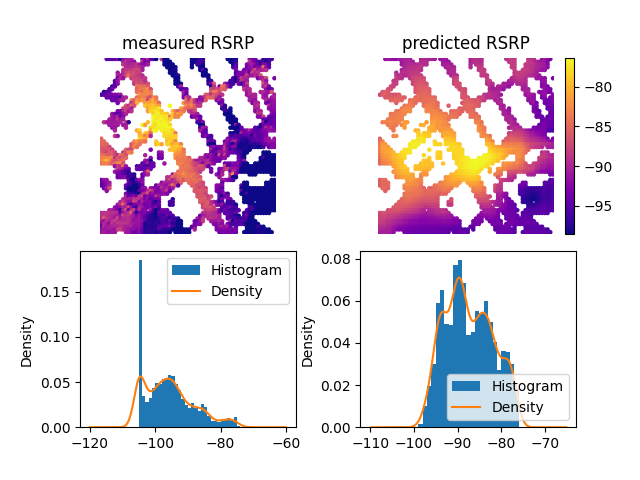 measured RSRP
predicted RSRP
−80
−85
−90
−95
Density
0.15
0.10
0.05
0.00
−120
−100
−80
−60
Histogram
Density
Density
0.08
0.06
0.04
0.02
0.00
−110
−100
−90
−80
−70
Histogram
Density